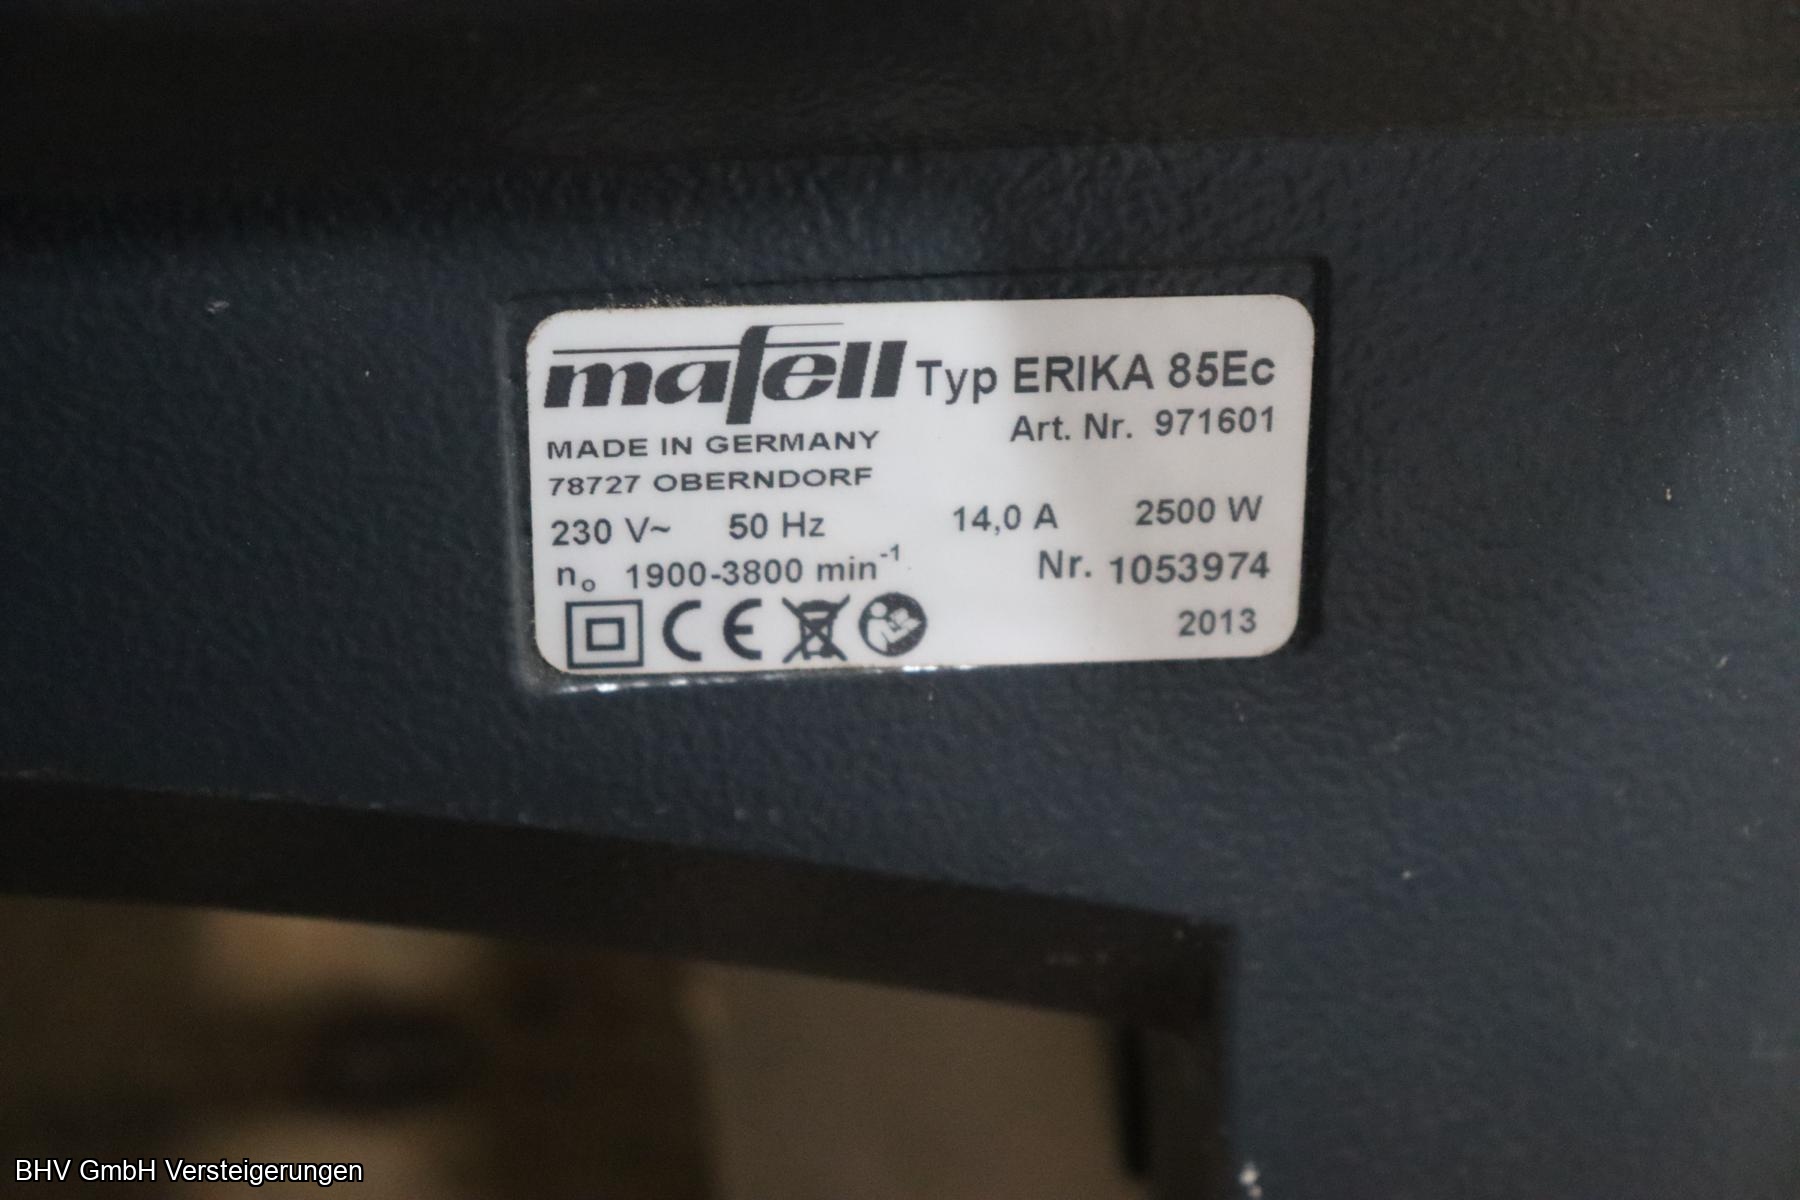 mafell Typ ERIKA 85Ec
Art. Nr. 971601
MADE IN GERMANY
78727 OBERNDORF
230 V~ 50 Hz 14,0 A 2500 W
n₀ 1900-3800 min⁻¹ Nr. 1053974
CE
2013
BHV GmbH Versteigerungen